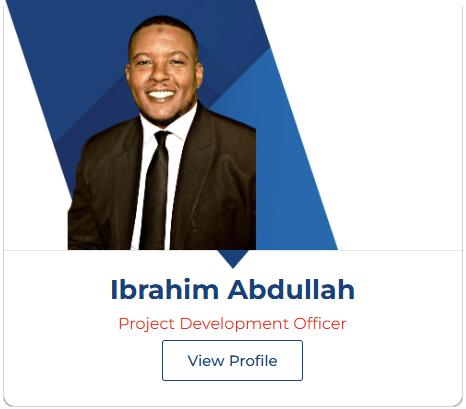 Ibrahim Abdullah
Project Development Officer
View Profile